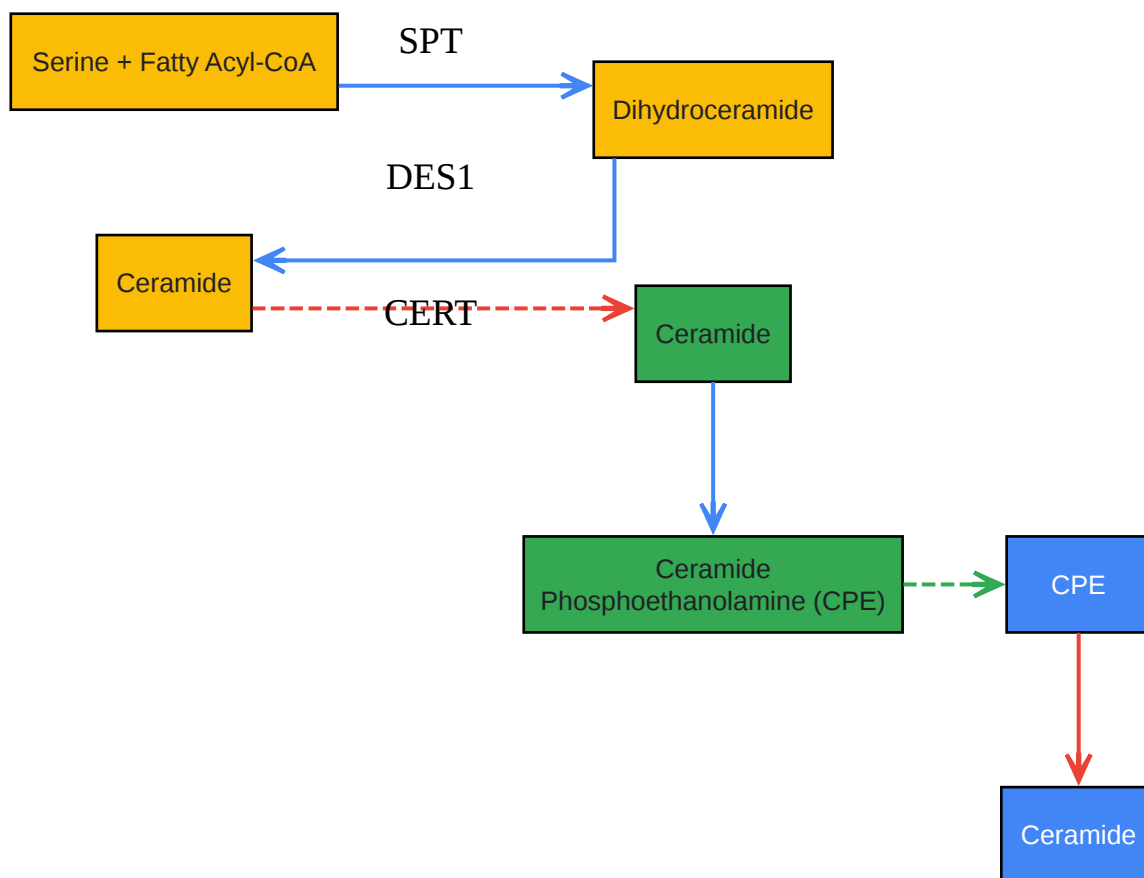 SPT
Serine + Fatty Acyl-CoA
Dihydroceramide
DES1
Ceramide
CERT
Ceramide
Ceramide
Phosphoethanolamine (CPE)
CPE
Ceramide